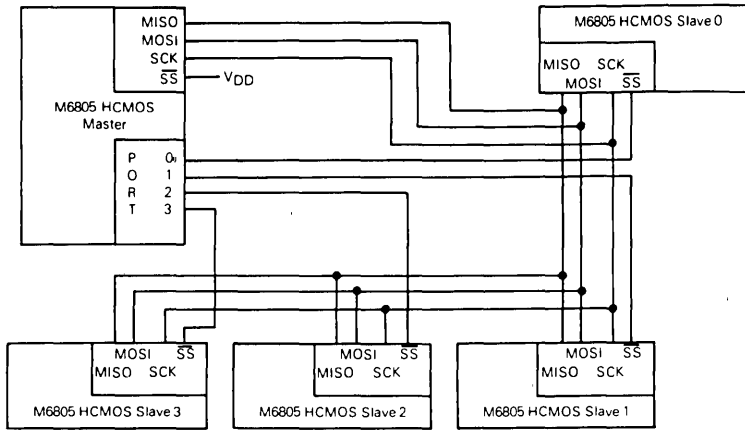 MISO
MOSI
SCK
SS
VDD
M6805 HCMOS
Master
P 0
O 1
R 2
T 3
M6805 HCMOS Slave 0
MISO SCK
MOSI SS
MOSI SS
MISO SCK
M6805 HCMOS Slave 3
MOSI SS
MISO SCK
M6805 HCMOS Slave 2
MOSI SS
MISO SCK
M6805 HCMOS Slave 1